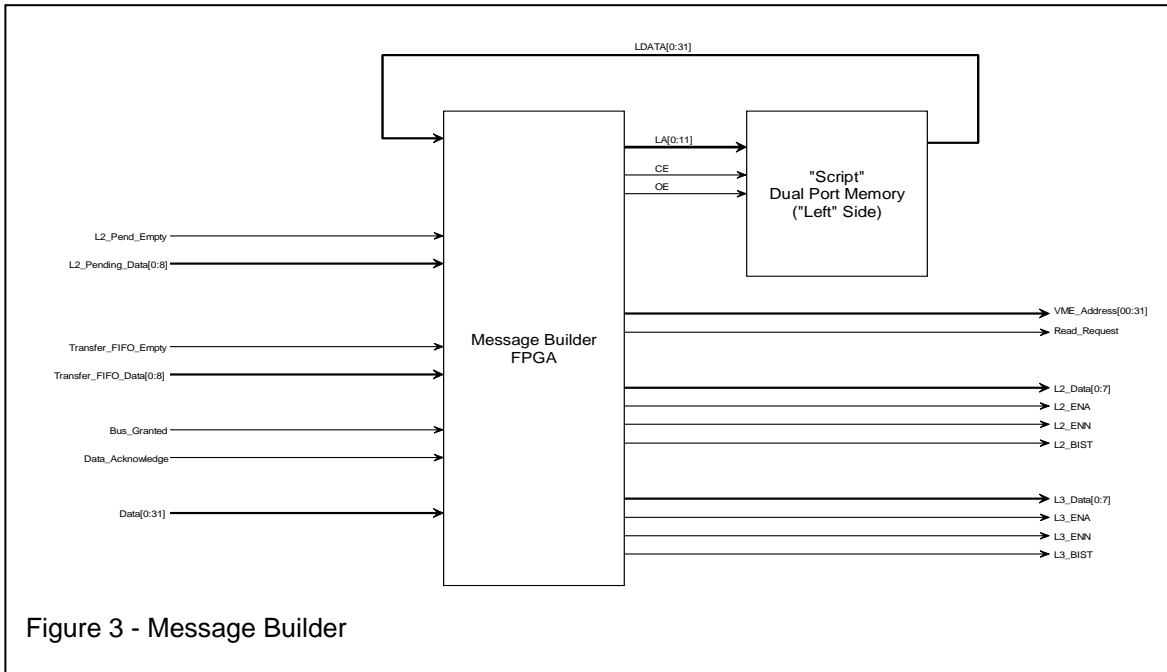 LDATA[0:31]
LA[0:11]
CE
OE
"Script"
Dual Port Memory
("Left" Side)
L2_Pend_Empty
L2_Pending_Data[0:8]
Transfer_FIFO_Empty
Transfer_FIFO_Data[0:8]
Bus_Granted
Data_Acknowledge
Data[0:31]
Message Builder
FPGA
VME_Address[00:31]
Read_Request
L2_Data[0:7]
L2_ENA
L2_ENN
L2_BIST
L3_Data[0:7]
L3_ENA
L3_ENN
L3_BIST
Figure 3 - Message Builder